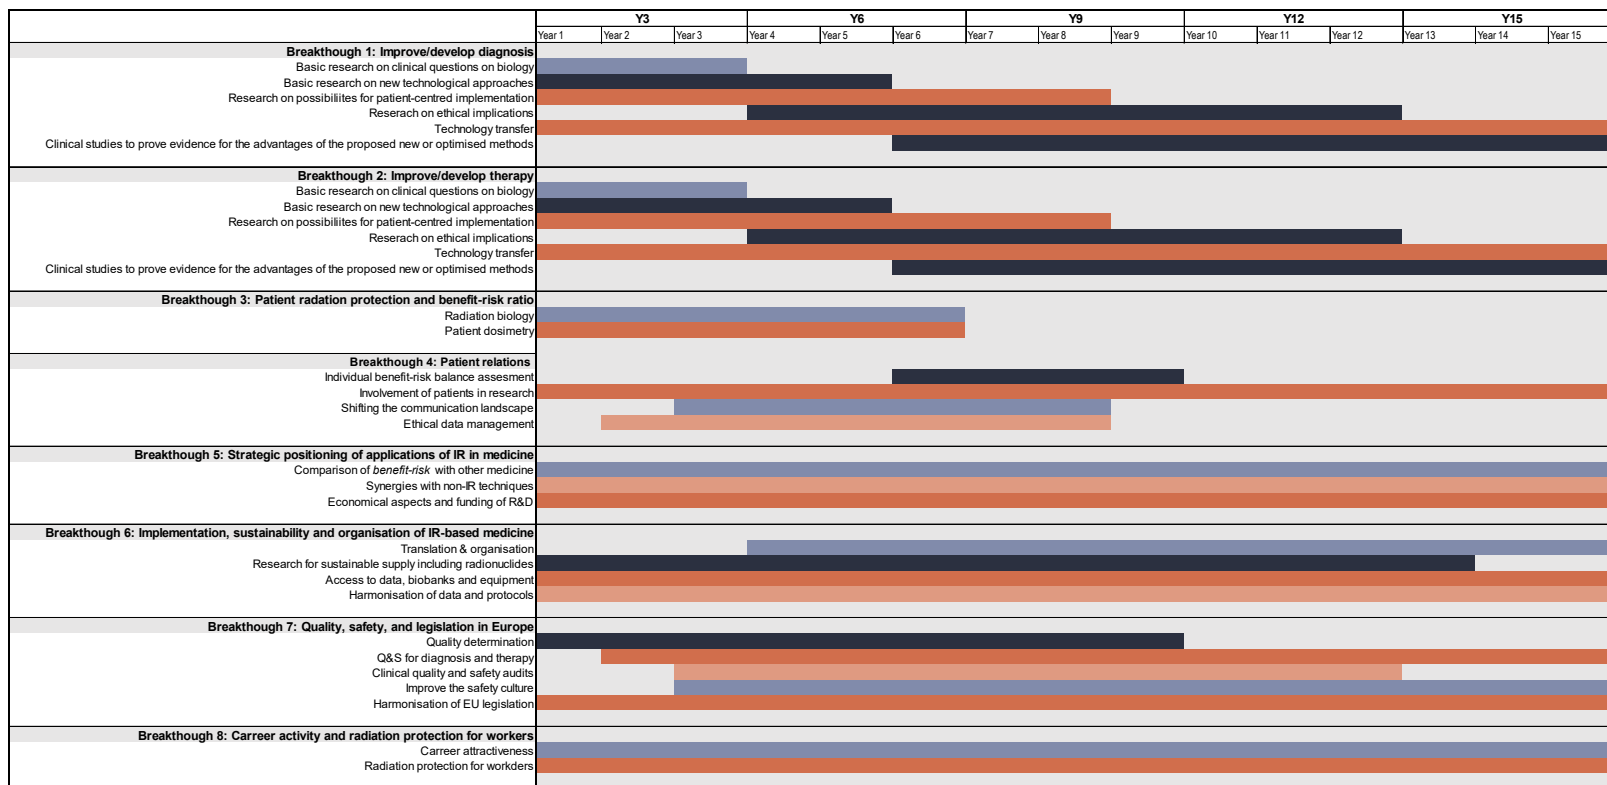 Y3 Y6 Y9 Y12 Y15
Year 1 Year 2 Year 3 Year 4 Year 5 Year 6 Year 7 Year 8 Year 9 Year 10 Year 11 Year 12 Year 13 Year 14 Year 15
Breakthrough 1: Improve/develop diagnosis
Basic research on clinical questions on biology
Basic research on new technological approaches
Research on possibiliites for patient-centred implementation
Reserach on ethical implications
Technology transfer
Clinical studies to prove evidence for the advantages of the proposed new or optimised methods
Breakthrough 2: Improve/develop therapy
Basic research on clinical questions on biology
Basic research on new technological approaches
Research on possibiliites for patient-centred implementation
Reserach on ethical implications
Technology transfer
Clinical studies to prove evidence for the advantages of the proposed new or optimised methods
Breakthrough 3: Patient radation protection and benefit-risk ratio
Radiation biology
Patient dosimetry
Breakthrough 4: Patient relations
Individual benefit-risk balance assesment
Involvement of patients in research
Shifting the communication landscape
Ethical data management
Breakthrough 5: Strategic positioning of applications of IR in medicine
Comparison of benefit-risk with other medicine
Synergies with non-IR techniques
Economical aspects and funding of R&D
Breakthrough 6: Implementation, sustainability and organisation of IR-based medicine
Translation & organisation
Research for sustainable supply including radionuclides
Access to data, biobanks and equipment
Harmonisation of data and protocols
Breakthrough 7: Quality, safety, and legislation in Europe
Quality determination
Q&S for diagnosis and therapy
Clinical quality and safety audits
Improve the safety culture
Harmonisation of EU legislation
Breakthrough 8: Carreer activity and radiation protection for workers
Carreer attractiveness
Radiation protection for workders